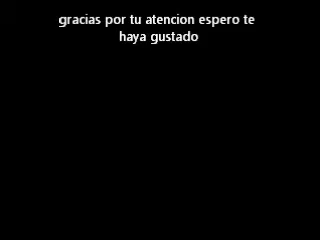 gracias por tu atencion espero te
haya gustado